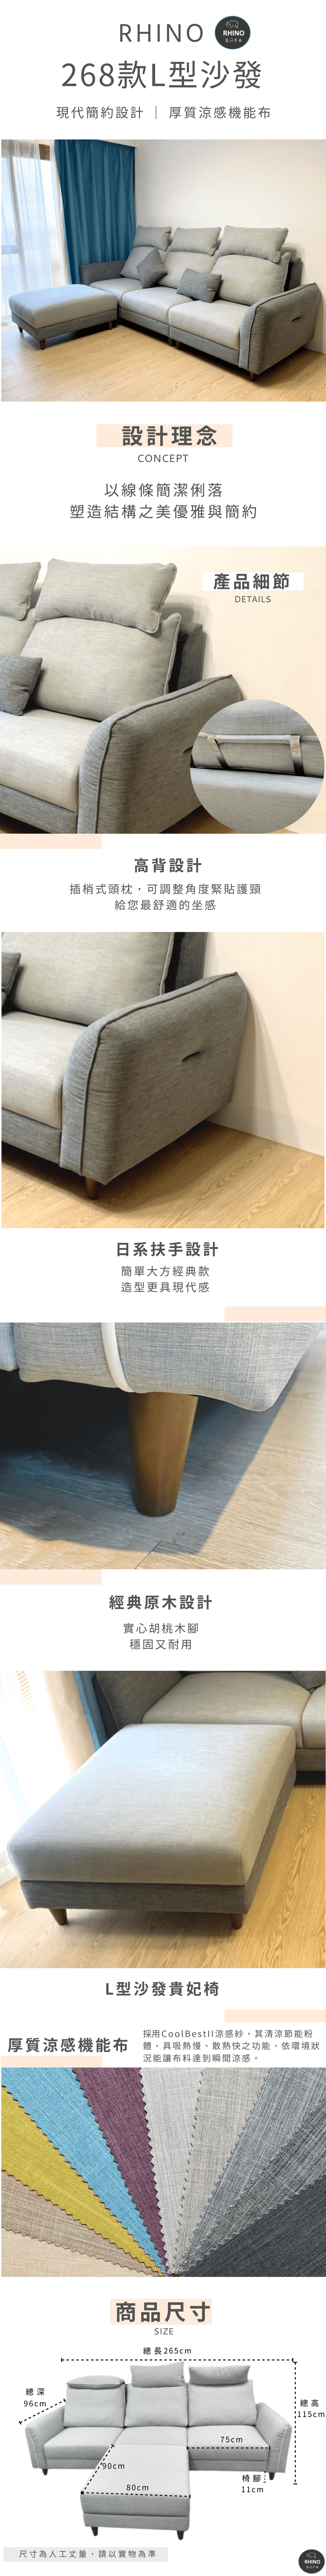 RHINO
RHINO
SOFA
268款L型沙發
現代簡約設計 | 厚質涼感機能布
設計理念
CONCEPT
以線條簡潔俐落
塑造結構之美優雅與簡約
產品細節
DETAILS
高背設計
插梢式頭枕，可調整角度緊貼護頸
給您最舒適的坐感
日系扶手設計
簡單大方經典款
造型更具現代感
經典原木設計
實心胡桃木腳
穩固又耐用
L型沙發貴妃椅
厚質涼感機能布
採用CoolBestII涼感紗，其清涼節能粉
體，具吸熱慢、散熱快之功能，依環境狀
況能讓布料達到瞬間涼感。
商品尺寸
SIZE
總長265cm
總深
96cm
總高
115cm
75cm
90cm
80cm
椅腳
11cm
尺寸為人工丈量，請以實物為準
RHINO
SOFA